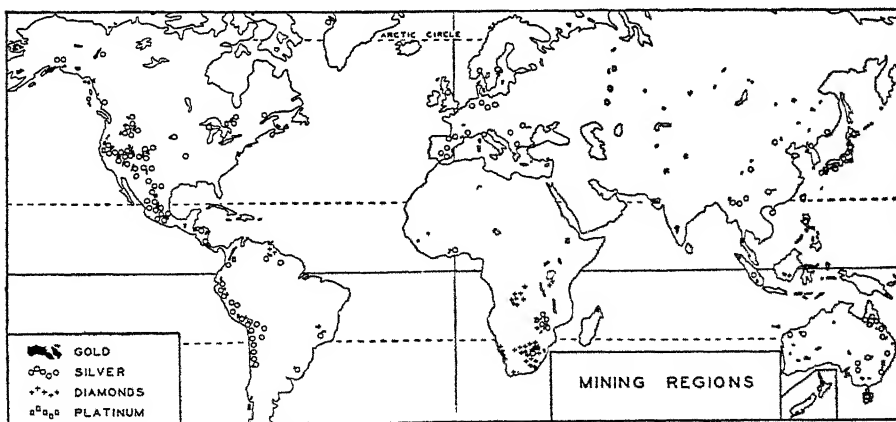 ARCTIC CIRCLE
GOLD
SILVER
DIAMONDS
PLATINUM
MINING REGIONS